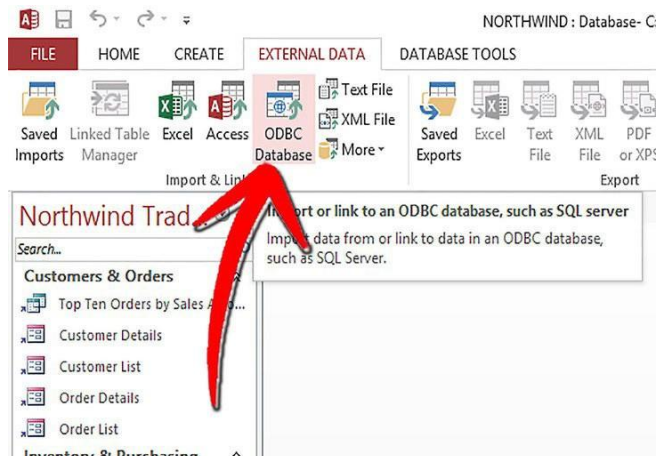 NORTHWIND : Database- C:
FILE HOME CREATE EXTERNAL DATA DATABASE TOOLS
Saved Imports
Linked Table Manager
Excel
Access
ODBC Database
Text File
XML File
More
Saved Exports
Excel
Text File
XML File
PDF or XPS
Import & Lin
Export
Northwind Trad
Search...
Import or link to an ODBC database, such as SQL server
Import data from or link to data in an ODBC database,
such as SQL Server.
Customers & Orders
Top Ten Orders by Sales
Customer Details
Customer List
Order Details
Order List
Inventory & Purchasing